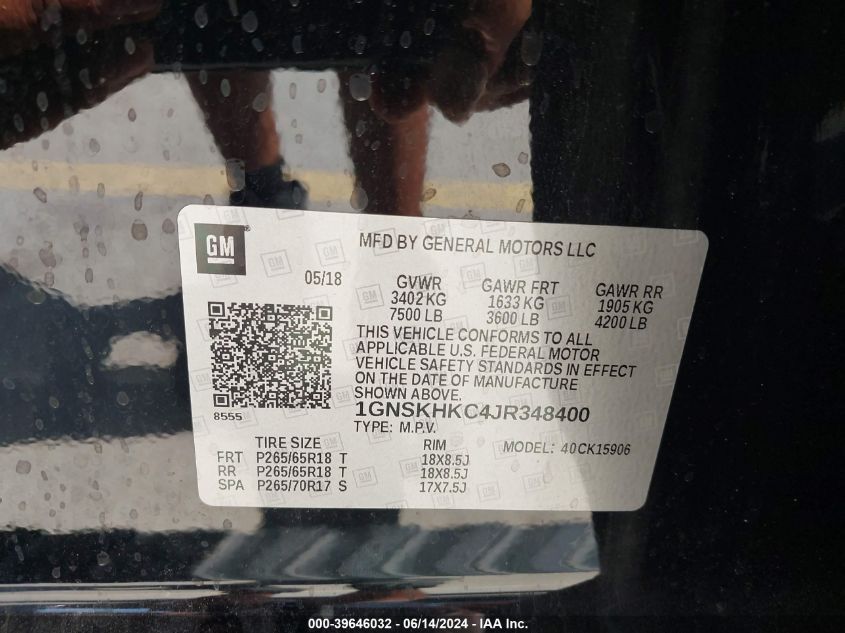 GM
®
MFD BY GENERAL MOTORS LLC
05/18
GVWR GAWR FRT GAWR RR
3402 KG 1633 KG 1905 KG
7500 LB 3600 LB 4200 LB
THIS VEHICLE CONFORMS TO ALL
APPLICABLE U.S. FEDERAL MOTOR
VEHICLE SAFETY STANDARDS IN EFFECT
ON THE DATE OF MANUFACTURE
SHOWN ABOVE.
8555
1GNSKHKC4JR348400
TYPE: M.P.V.
TIRE SIZE RIM MODEL: 40CK15906
FRT P265/65R18 T 18X8.5J
RR P265/65R18 T 18X8.5J
SPA P265/70R17 S 17X7.5J
000-39646032 - 06/14/2024 - IAA Inc.